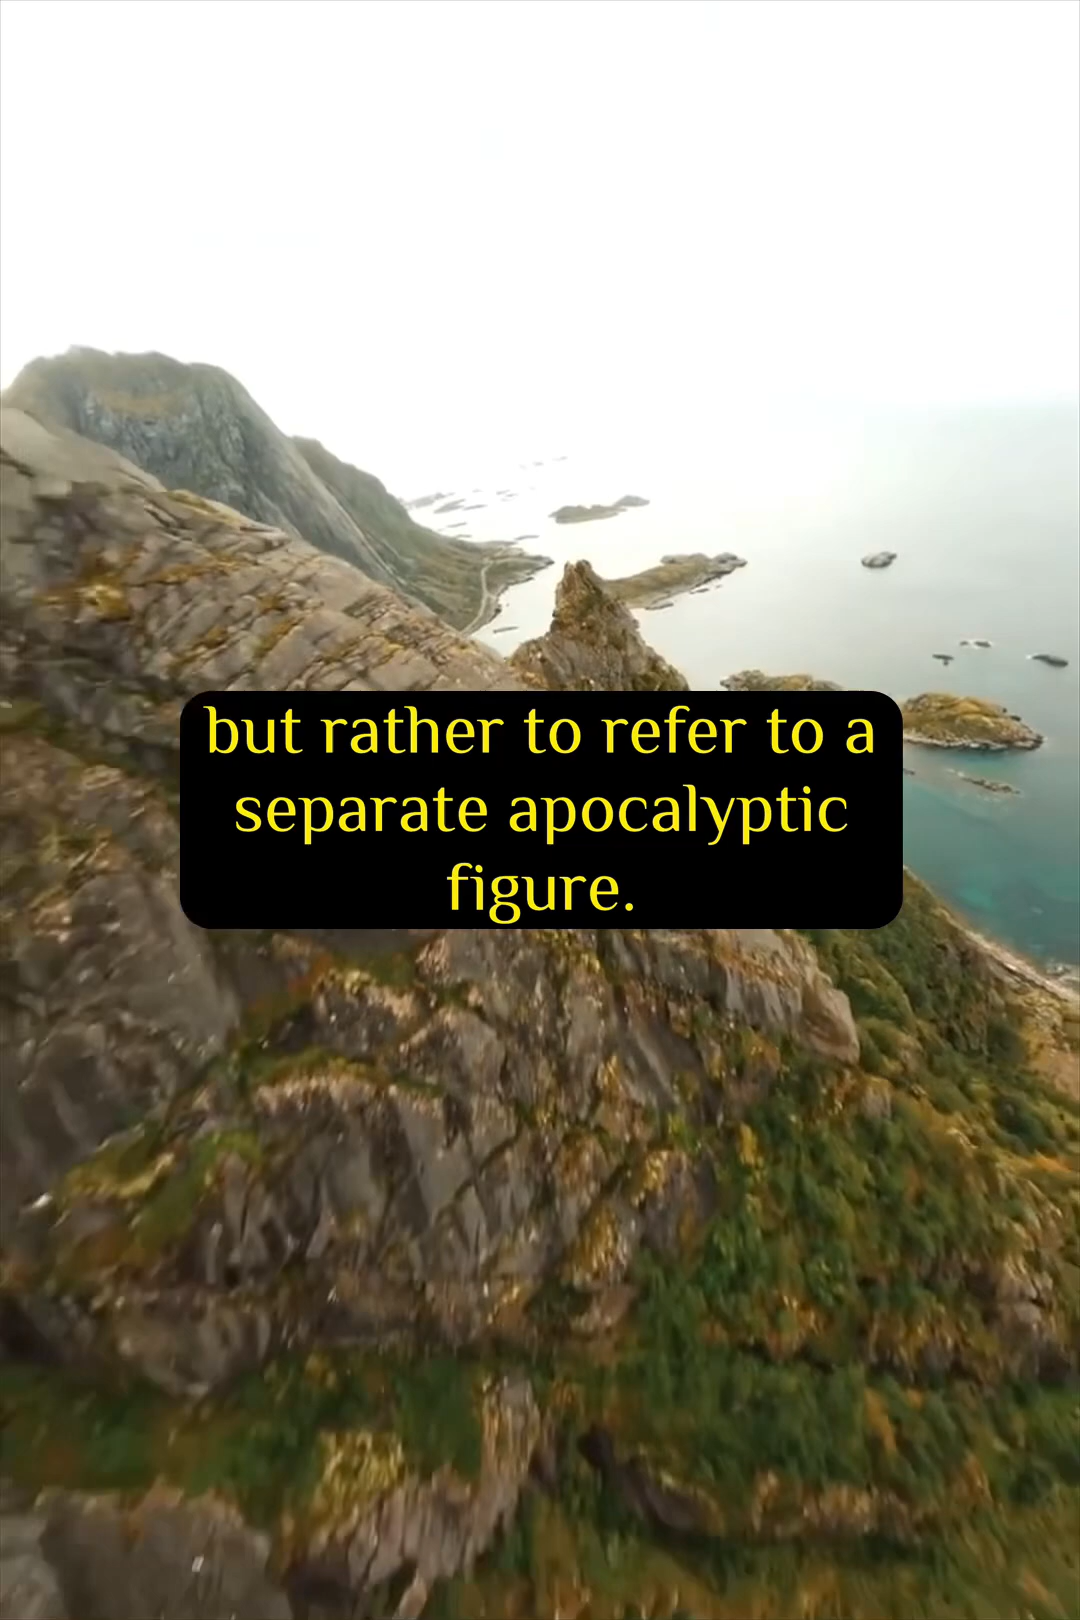 but rather to refer to a
separate apocalyptic
figure.